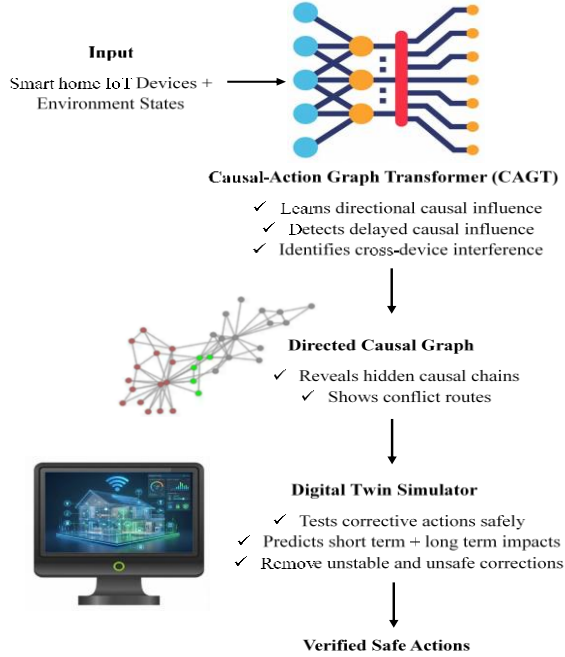 Input
Smart home IoT Devices +
Environment States
Causal-Action Graph Transformer (CAGT)
✓ Learns directional causal influence
✓ Detects delayed causal influence
✓ Identifies cross-device interference
Directed Causal Graph
✓ Reveals hidden causal chains
✓ Shows conflict routes
Digital Twin Simulator
✓ Tests corrective actions safely
✓ Predicts short term + long term impacts
✓ Remove unstable and unsafe corrections
Verified Safe Actions